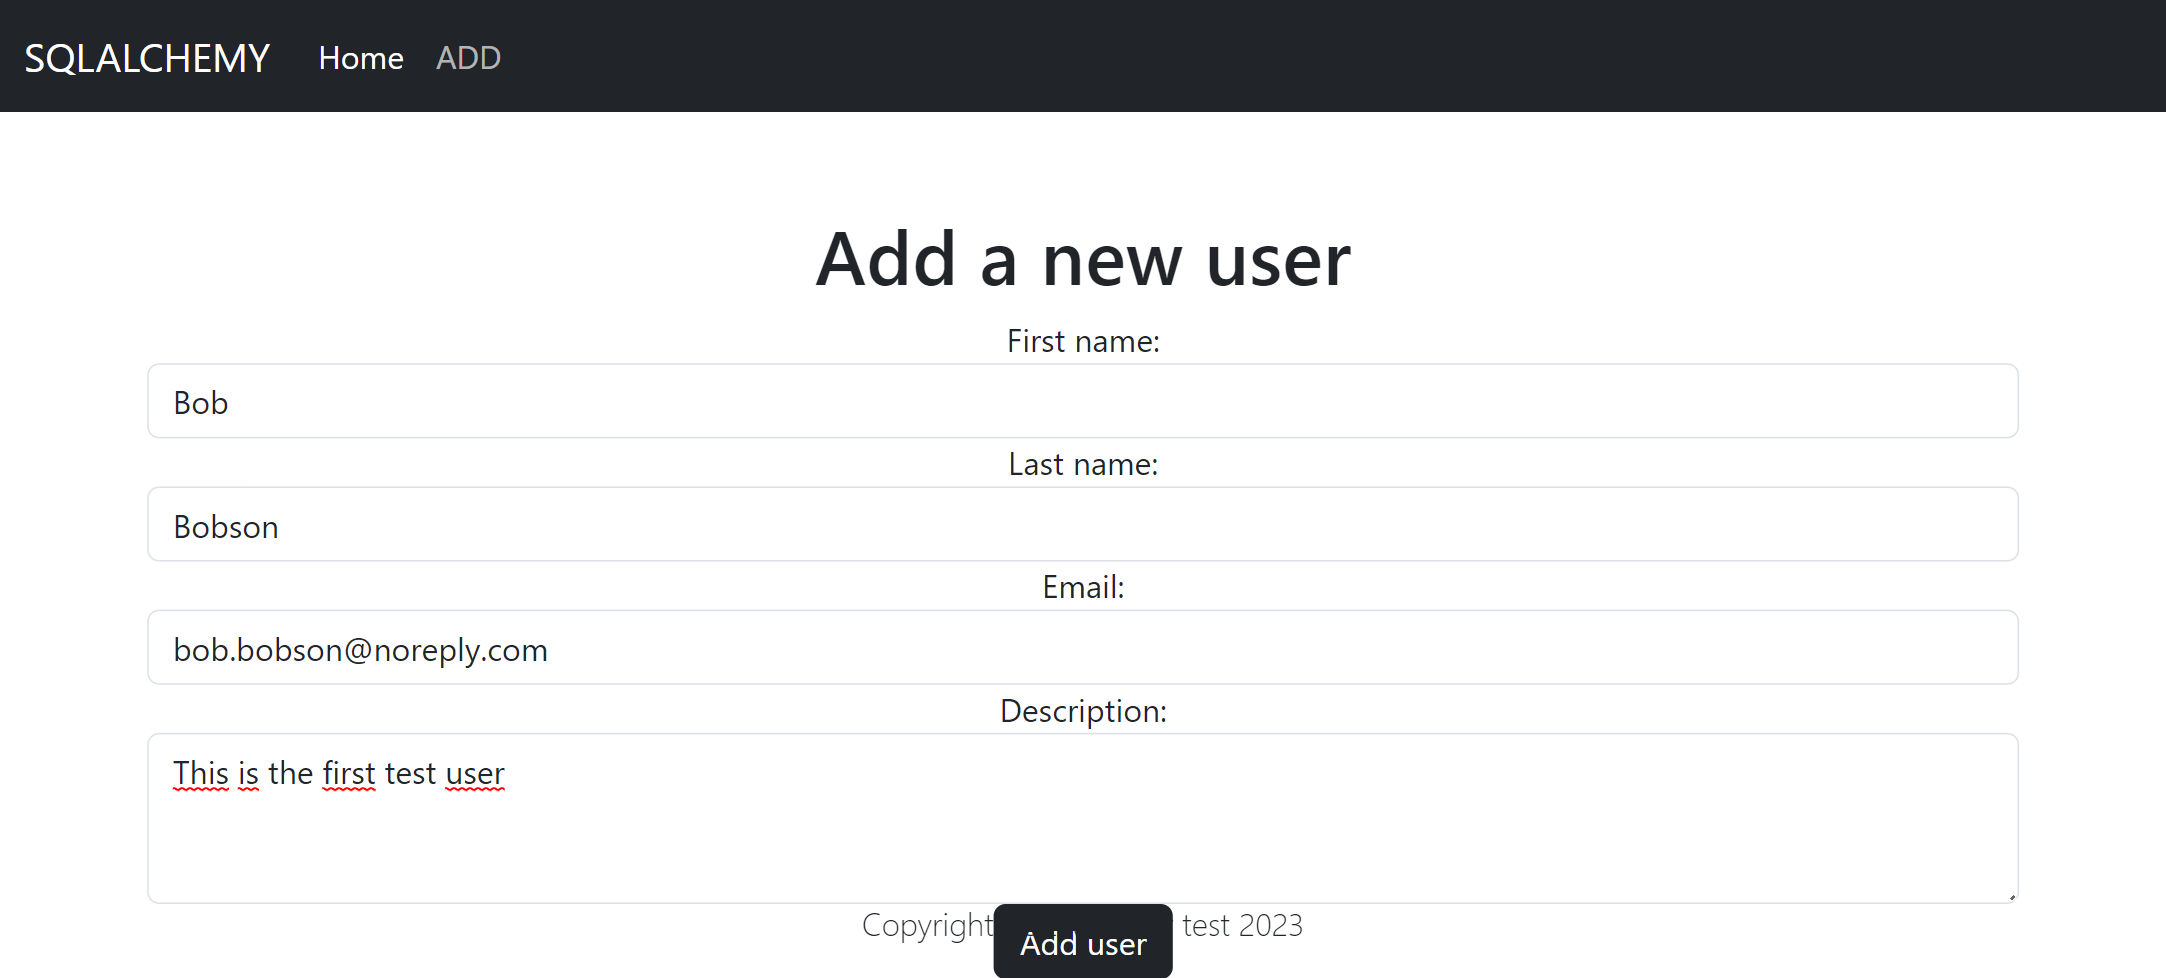 SQLALCHEMY Home ADD
Add a new user
First name:
Bob
Last name:
Bobson
Email:
bob.bobson@noreply.com
Description:
This is the first test user
Copyright test 2023
Add user